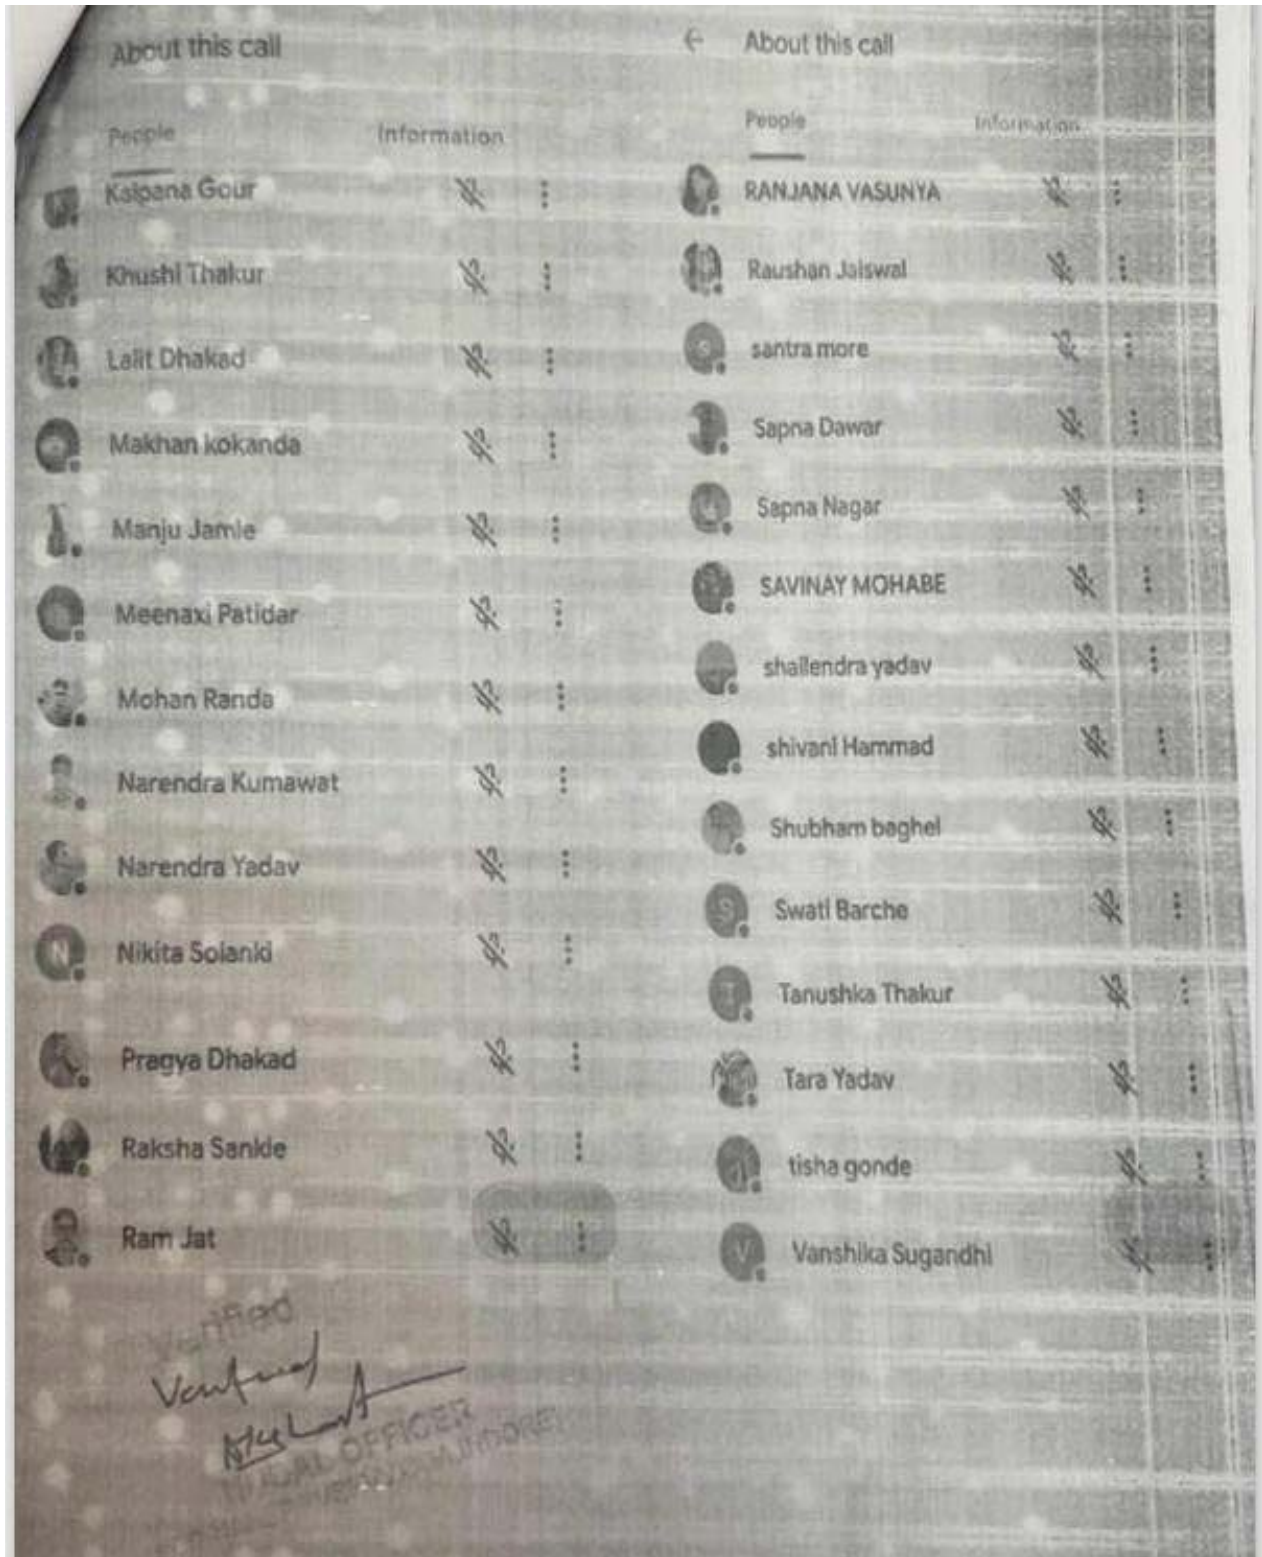 About this call
People Information
Kalpana Gour
Khushi Thakur
Lalit Dhakad
Makhan kokanda
Manju Jamle
Meenaxi Patidar
Mohan Randa
Narendra Kumawat
Narendra Yadav
N Nikita Solanki
Pragya Dhakad
Raksha Sankle
Ram Jat
Verified
Verified
OFFICER
← About this call
People Information
RANJANA VASUNYA
Raushan Jaiswal
santra more
Sapna Dawar
Sapna Nagar
SAVINAY MOHABE
shailendra yadav
shivani Hammad
Shubham baghel
S Swati Barche
T Tanushka Thakur
Tara Yadav
tisha gonde
V Vanshika Sugandhi